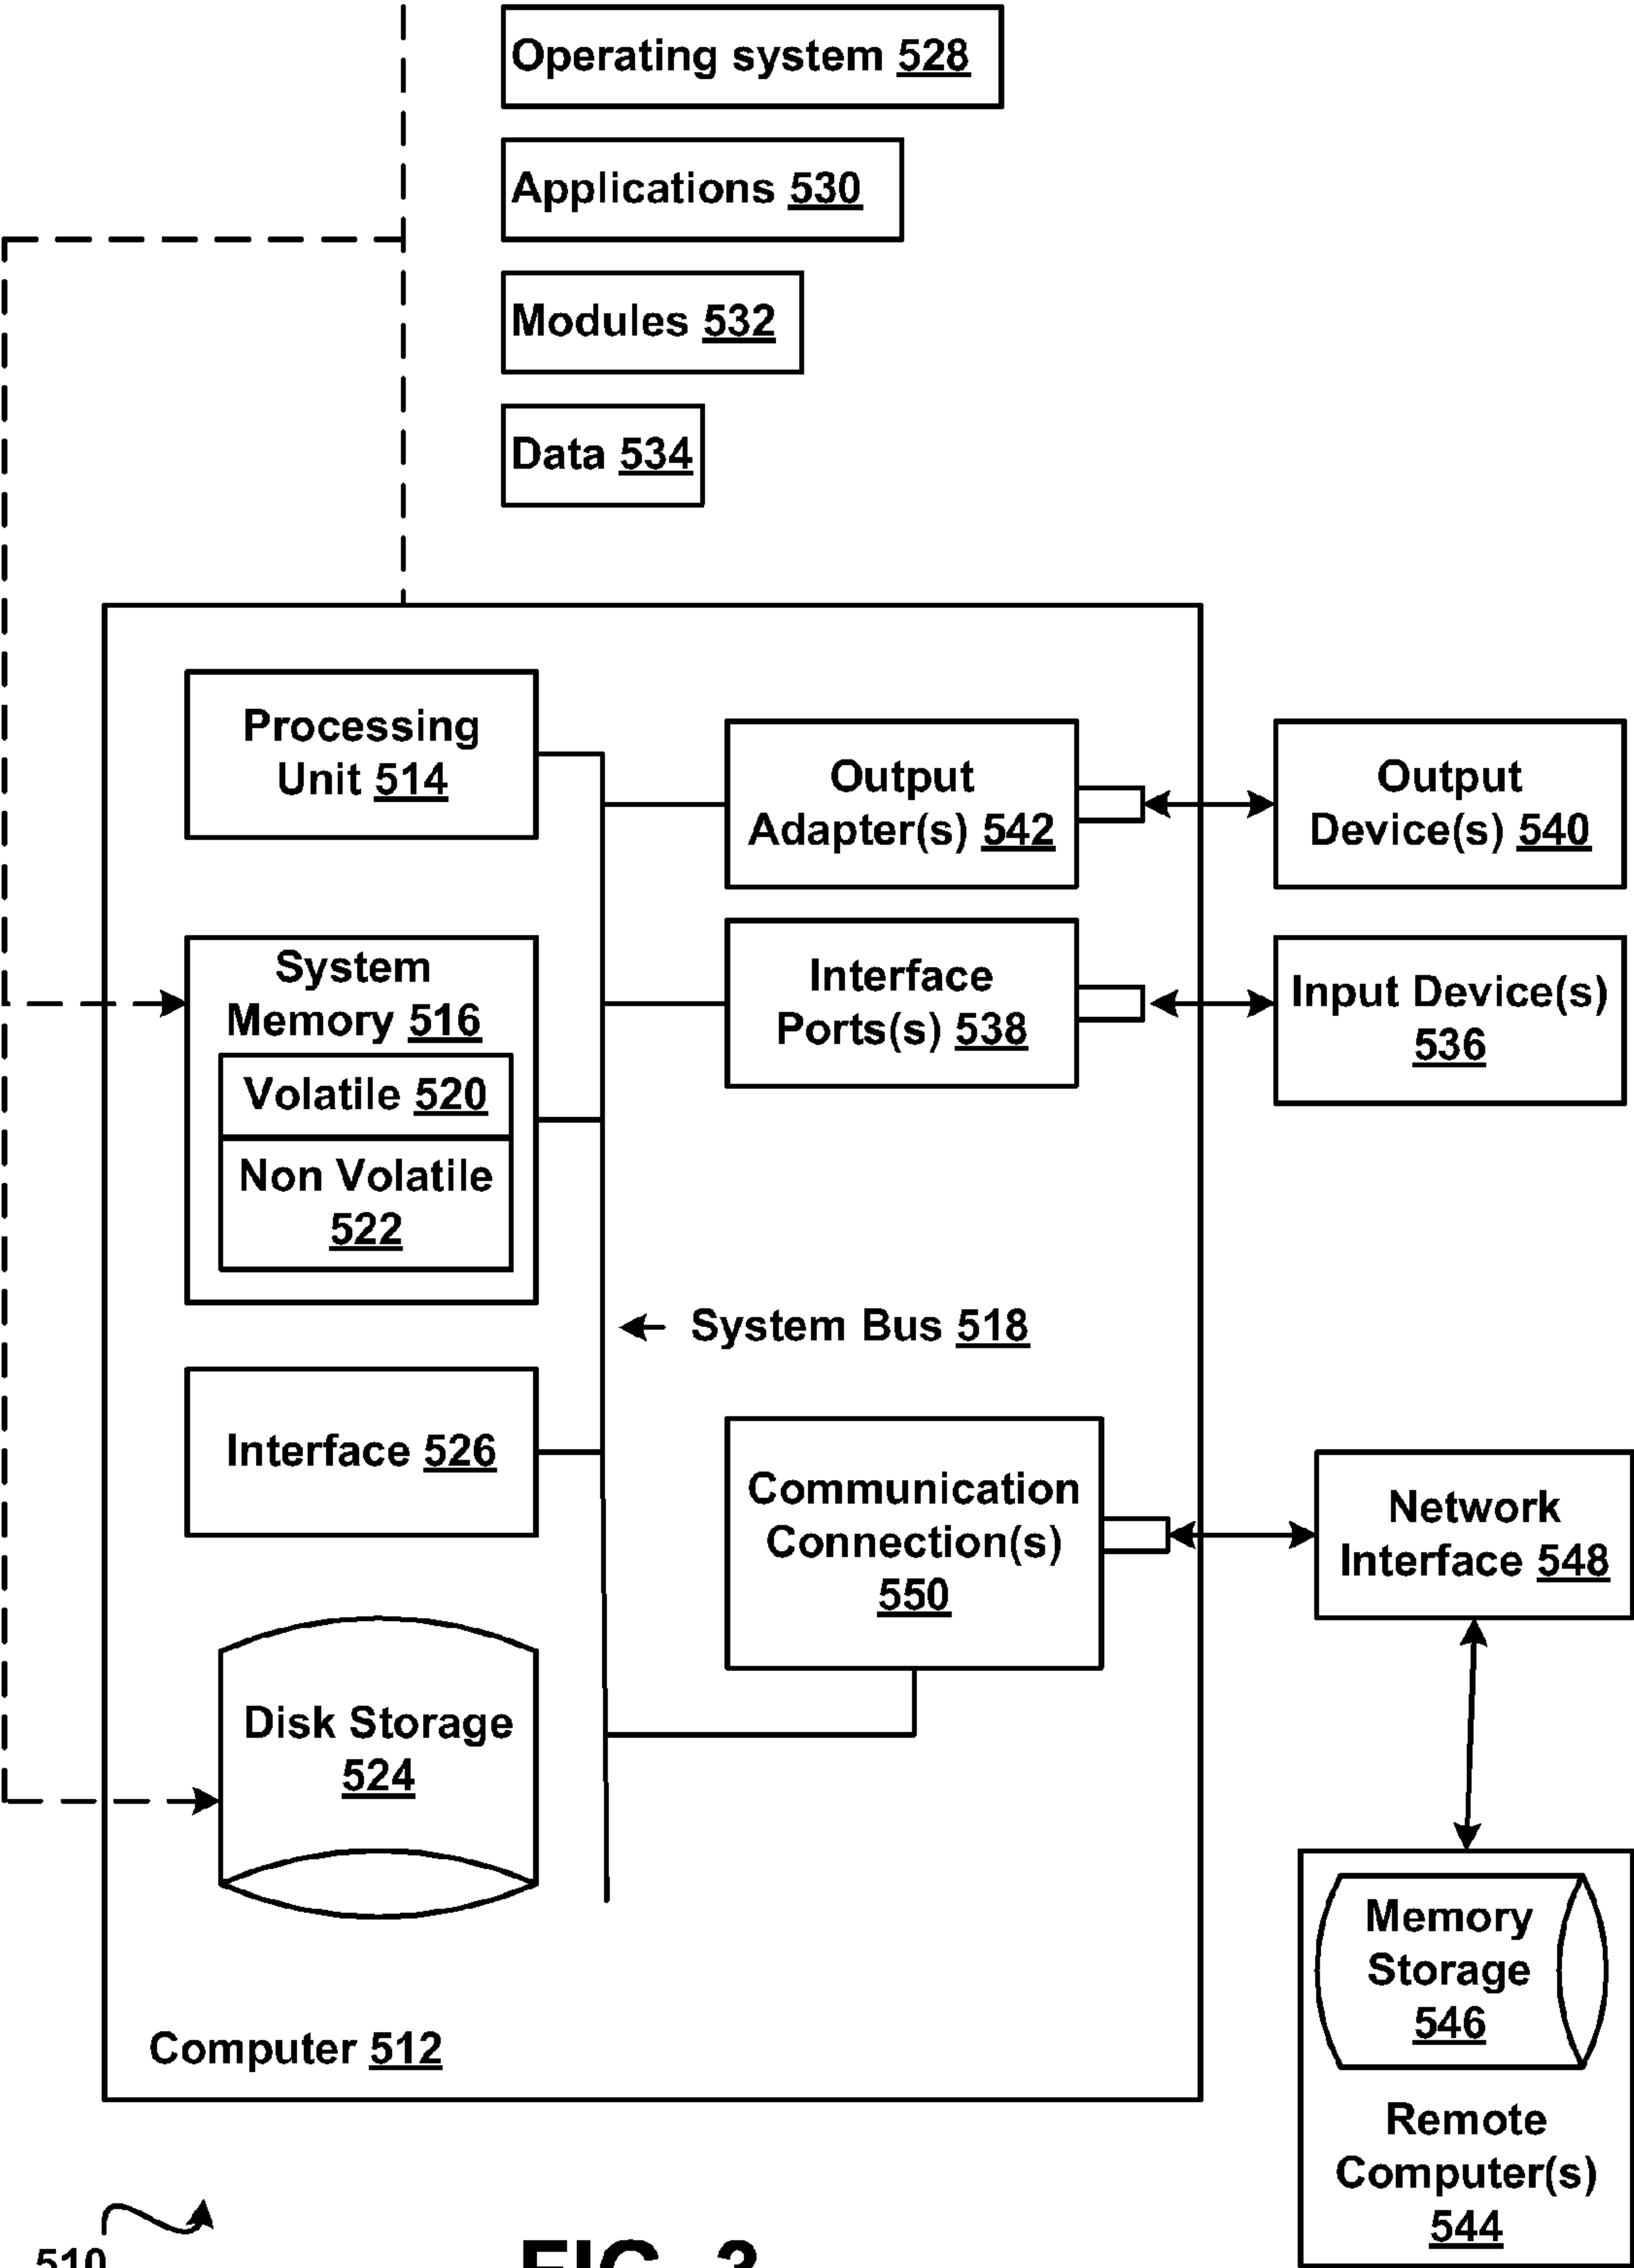 Operating system 528
Applications 530
Modules 532
Data 534
Processing
Unit 514
Output
Adapter(s) 542
Output
Device(s) 540
System
Memory 516
Volatile 520
Non Volatile
522
Interface
Ports(s) 538
Input Device(s)
536
System Bus 518
Interface 526
Communication
Connection(s)
550
Network
Interface 548
Disk Storage
524
Memory
Storage
546
Computer 512
Remote
Computer(s)
544
510
FIG. 3